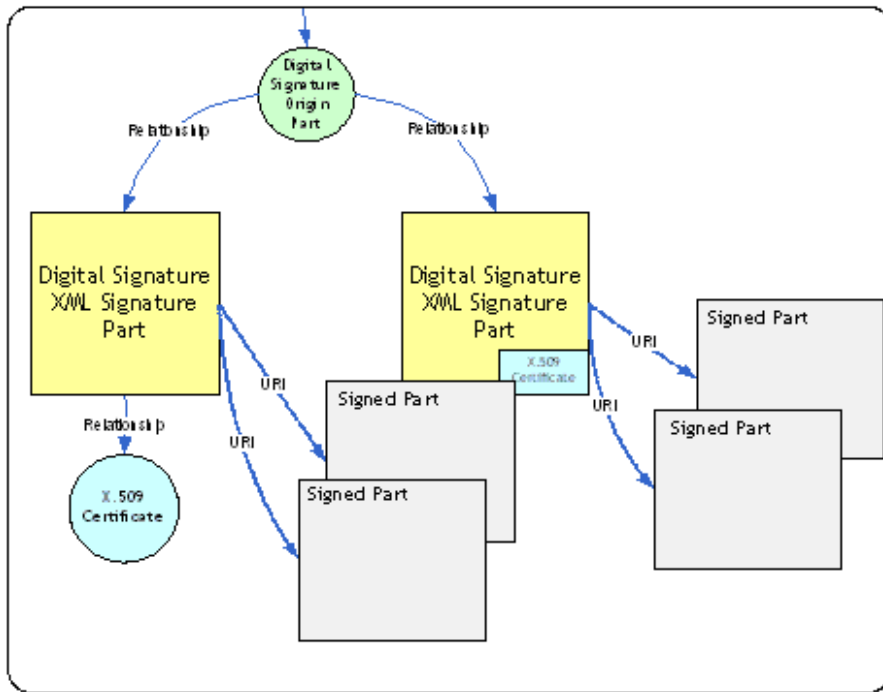 Digital
Signature
Origin
Part
Relationship
Relationship
Digital Signature
XML Signature
Part
Digital Signature
XML Signature
Part
X.509
Certificate
Signed Part
URI
URI
Signed Part
URI
Signed Part
URI
Signed Part
Relationship
X.509
Certificate